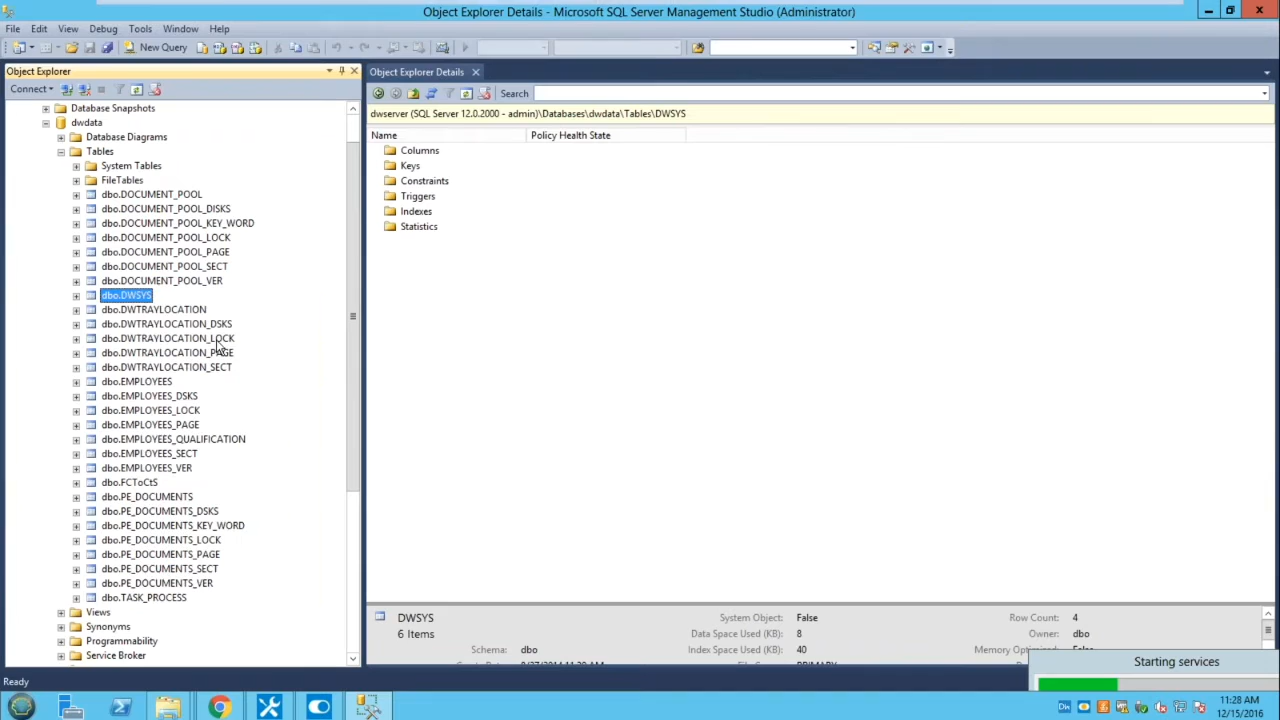 Object Explorer Details - Microsoft SQL Server Management Studio (Administrator)
File Edit View Debug Tools Window Help
New Query
Object Explorer
Object Explorer Details
Connect
Search
dwserver (SQL Server 12.0.2000 - admin)\Databases\dwdata\Tables\DWSYS
Name Policy Health State
Columns
Keys
Constraints
Triggers
Indexes
Statistics
Database Snapshots
dwdata
Database Diagrams
Tables
System Tables
FileTables
dbo.DOCUMENT_POOL
dbo.DOCUMENT_POOL_DISKS
dbo.DOCUMENT_POOL_KEY_WORD
dbo.DOCUMENT_POOL_LOCK
dbo.DOCUMENT_POOL_PAGE
dbo.DOCUMENT_POOL_SECT
dbo.DOCUMENT_POOL_VER
dbo.DWSYS
dbo.DWTRAYLOCATION
dbo.DWTRAYLOCATION_DSKS
dbo.DWTRAYLOCATION_LOCK
dbo.DWTRAYLOCATION_PAGE
dbo.DWTRAYLOCATION_SECT
dbo.EMPLOYEES
dbo.EMPLOYEES_DSKS
dbo.EMPLOYEES_LOCK
dbo.EMPLOYEES_PAGE
dbo.EMPLOYEES_QUALIFICATION
dbo.EMPLOYEES_SECT
dbo.EMPLOYEES_VER
dbo.FCToCtS
dbo.PE_DOCUMENTS
dbo.PE_DOCUMENTS_DSKS
dbo.PE_DOCUMENTS_KEY_WORD
dbo.PE_DOCUMENTS_LOCK
dbo.PE_DOCUMENTS_PAGE
dbo.PE_DOCUMENTS_SECT
dbo.PE_DOCUMENTS_VER
dbo.TASK_PROCESS
Views
Synonyms
Programmability
Service Broker
DWSYS System Object: False Row Count: 4
6 Items Data Space Used (KB): 8 Owner: dbo
Schema: dbo Index Space Used (KB): 40 Memory Optimized:
Starting services
Ready
Dw
11:28 AM
12/15/2016